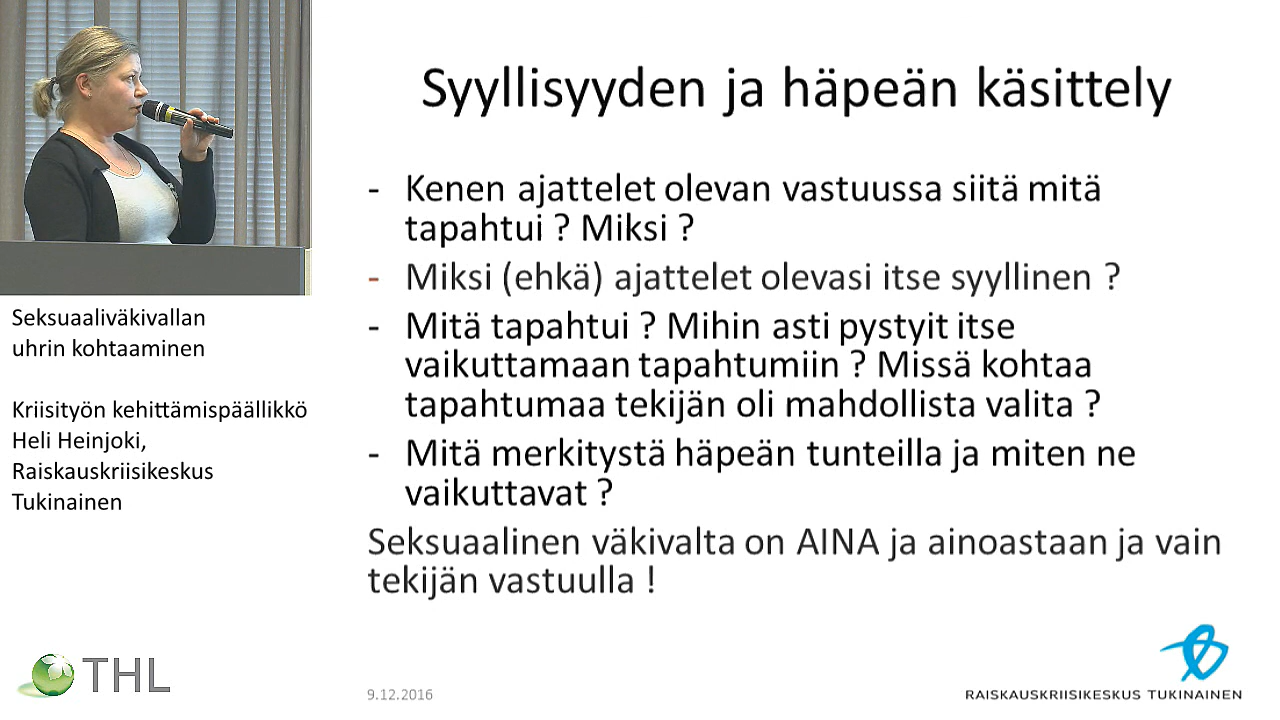 Syyllisyyden ja häpeän käsittely
- Kenen ajattelet olevan vastuussa siitä mitä
tapahtui ? Miksi ?
- Miksi (ehkä) ajattelet olevasi itse syyllinen ?
- Mitä tapahtui ? Mihin asti pystyit itse
vaikuttamaan tapahtumiin ? Missä kohtaa
tapahtumaa tekijän oli mahdollista valita ?
- Mitä merkitystä häpeän tunteilla ja miten ne
vaikuttavat ?
Seksuaalinen väkivalta on AINA ja ainoastaan ja vain
tekijän vastuulla !
Seksuaaliväkivallan
uhrin kohtaaminen
Kriisityön kehittämispäällikkö
Heli Heinjoki,
Raiskauskriisikeskus
Tukinainen
THL
9.12.2016
RAISKAUSKRIISIKESKUS TUKINAINEN